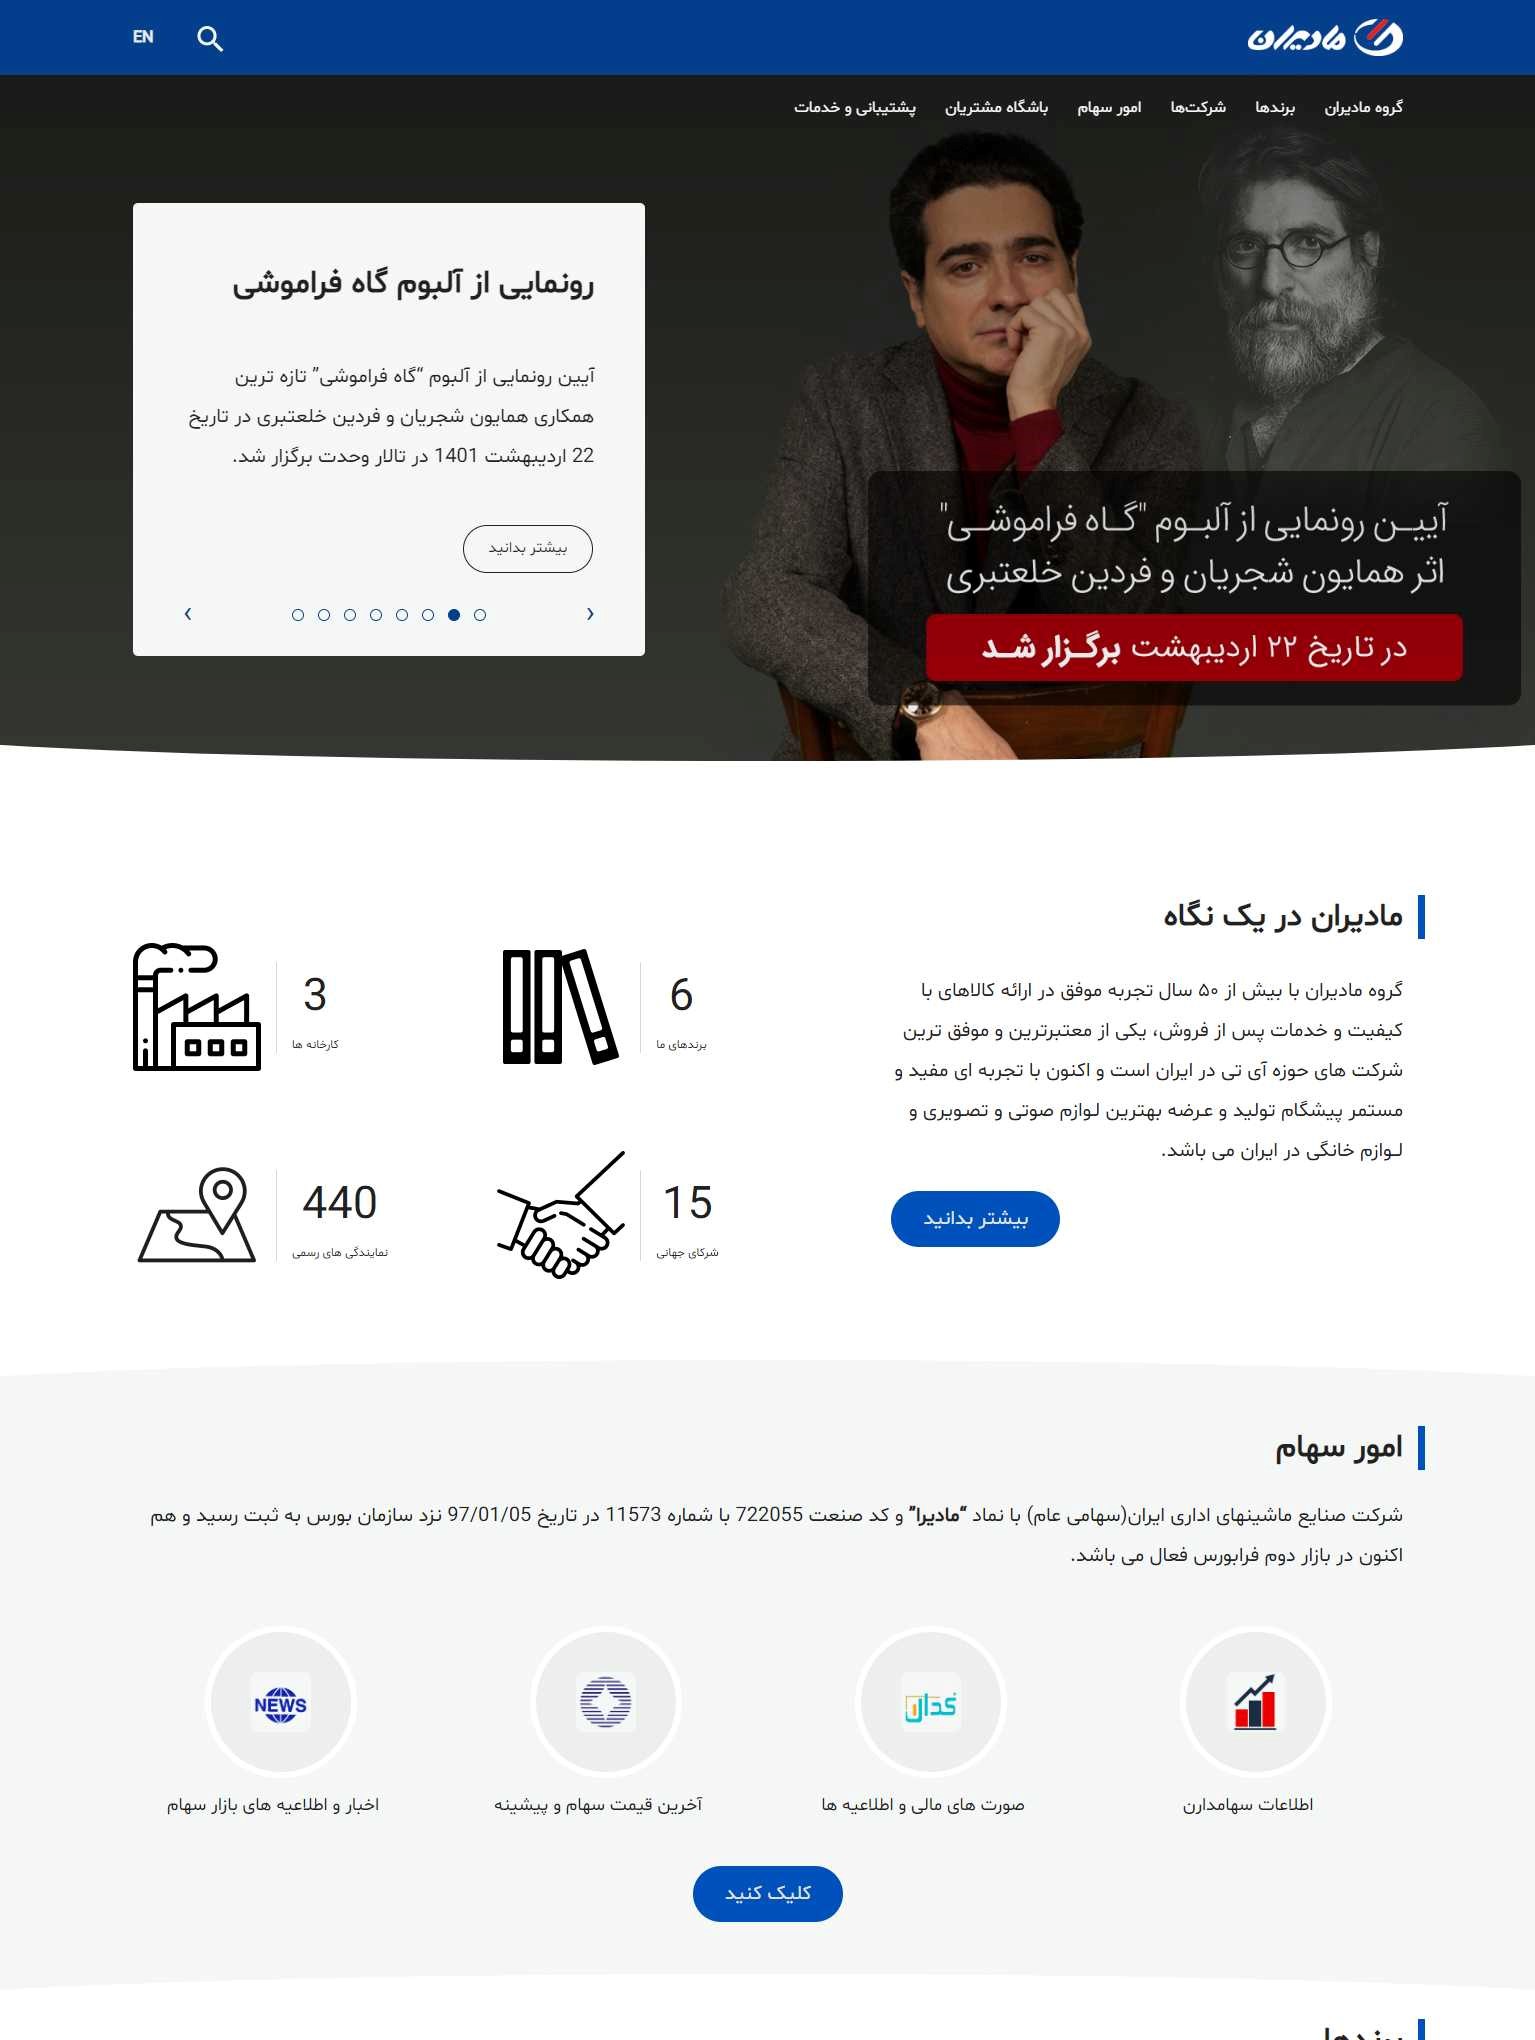 مادیران
EN
گروه مادیران
برندها
شرکت‌ها
امور سهام
باشگاه مشتریان
پشتیبانی و خدمات
رونمایی از آلبوم گاه فراموشی
آیین رونمایی از آلبوم “گاه فراموشی” تازه ترین
همکاری همایون شجریان و فردین خلعتبری در تاریخ
22 اردیبهشت 1401 در تالار وحدت برگزار شد.
بیشتر بدانید
آییـن رونمایی از آلبـوم "گـاه فراموشـی"
اثر همایون شجریان و فردین خلعتبری
در تاریخ ۲۲ اردیبهشت برگـزار شـد
مادیران در یک نگاه
گروه مادیران با بیش از ۵۰ سال تجربه موفق در ارائه کالاهای با
کیفیت و خدمات پس از فروش، یکی از معتبرترین و موفق ترین
شرکت های حوزه آی تی در ایران است و اکنون با تجربه ای مفید و
مستمر پیشگام تولید و عرضه بهترین لوازم صوتی و تصویری و
لوازم خانگی در ایران می باشد.
بیشتر بدانید
6
برندهای ما
3
کارخانه ها
15
شرکای جهانی
440
نمایندگی های رسمی
امور سهام
شرکت صنایع ماشینهای اداری ایران(سهامی عام) با نماد “مادیرا” و کد صنعت 722055 با شماره 11573 در تاریخ 97/01/05 نزد سازمان بورس به ثبت رسید و هم
اکنون در بازار دوم فرابورس فعال می باشد.
کدال
NEWS
اطلاعات سهامدارن
صورت های مالی و اطلاعیه ها
آخرین قیمت سهام و پیشینه
اخبار و اطلاعیه های بازار سهام
کلیک کنید
برندها